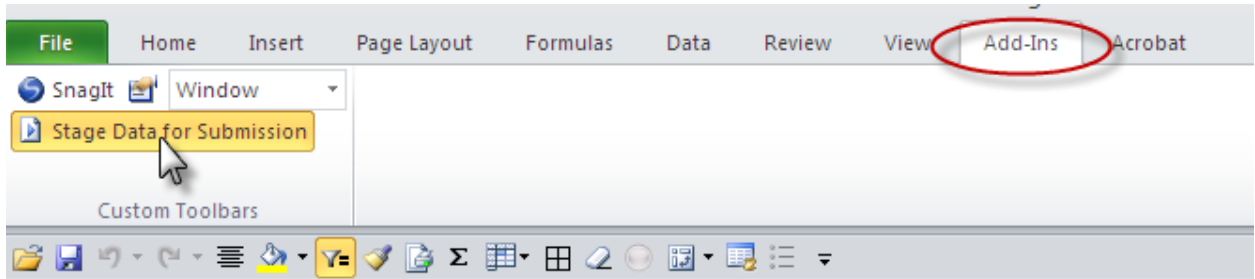 File Home Insert Page Layout Formulas Data Review View Add-Ins Acrobat
SnagIt Window
Stage Data for Submission
Custom Toolbars